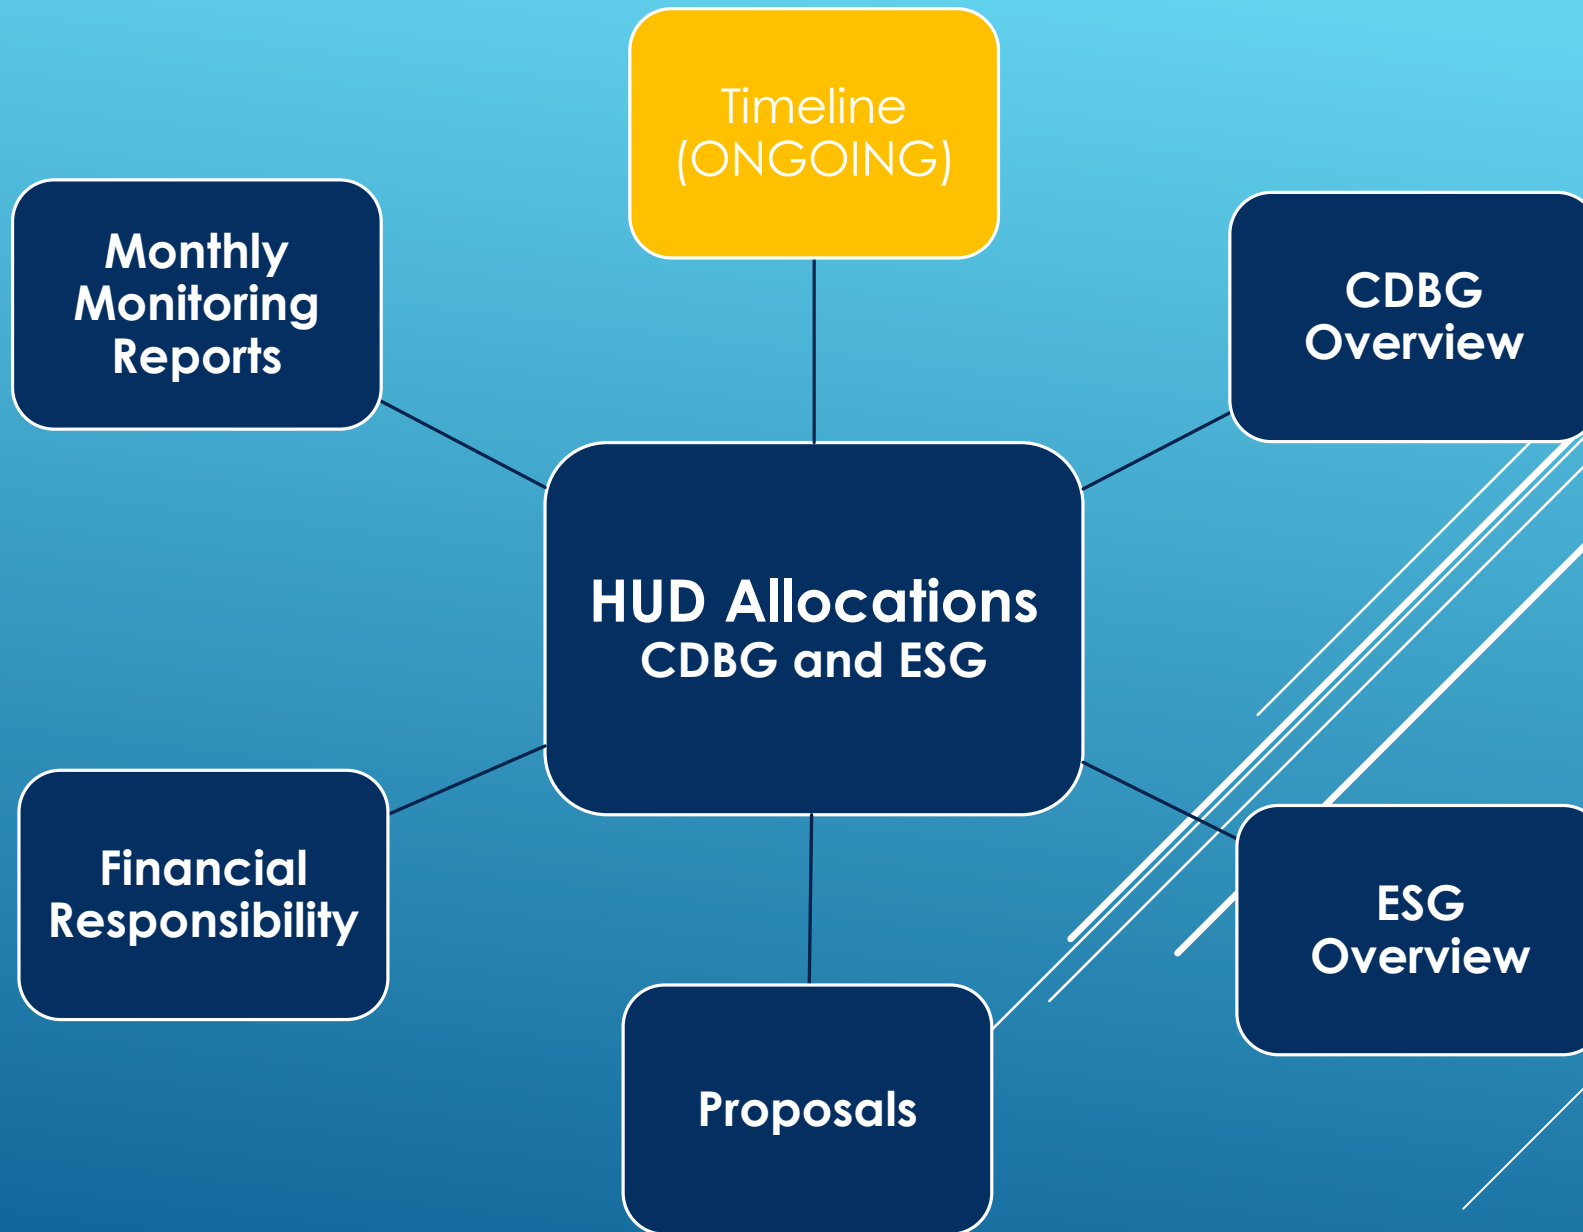 Timeline
(ONGOING)
Monthly
Monitoring
Reports
CDBG
Overview
HUD Allocations
CDBG and ESG
Financial
Responsibility
ESG
Overview
Proposals